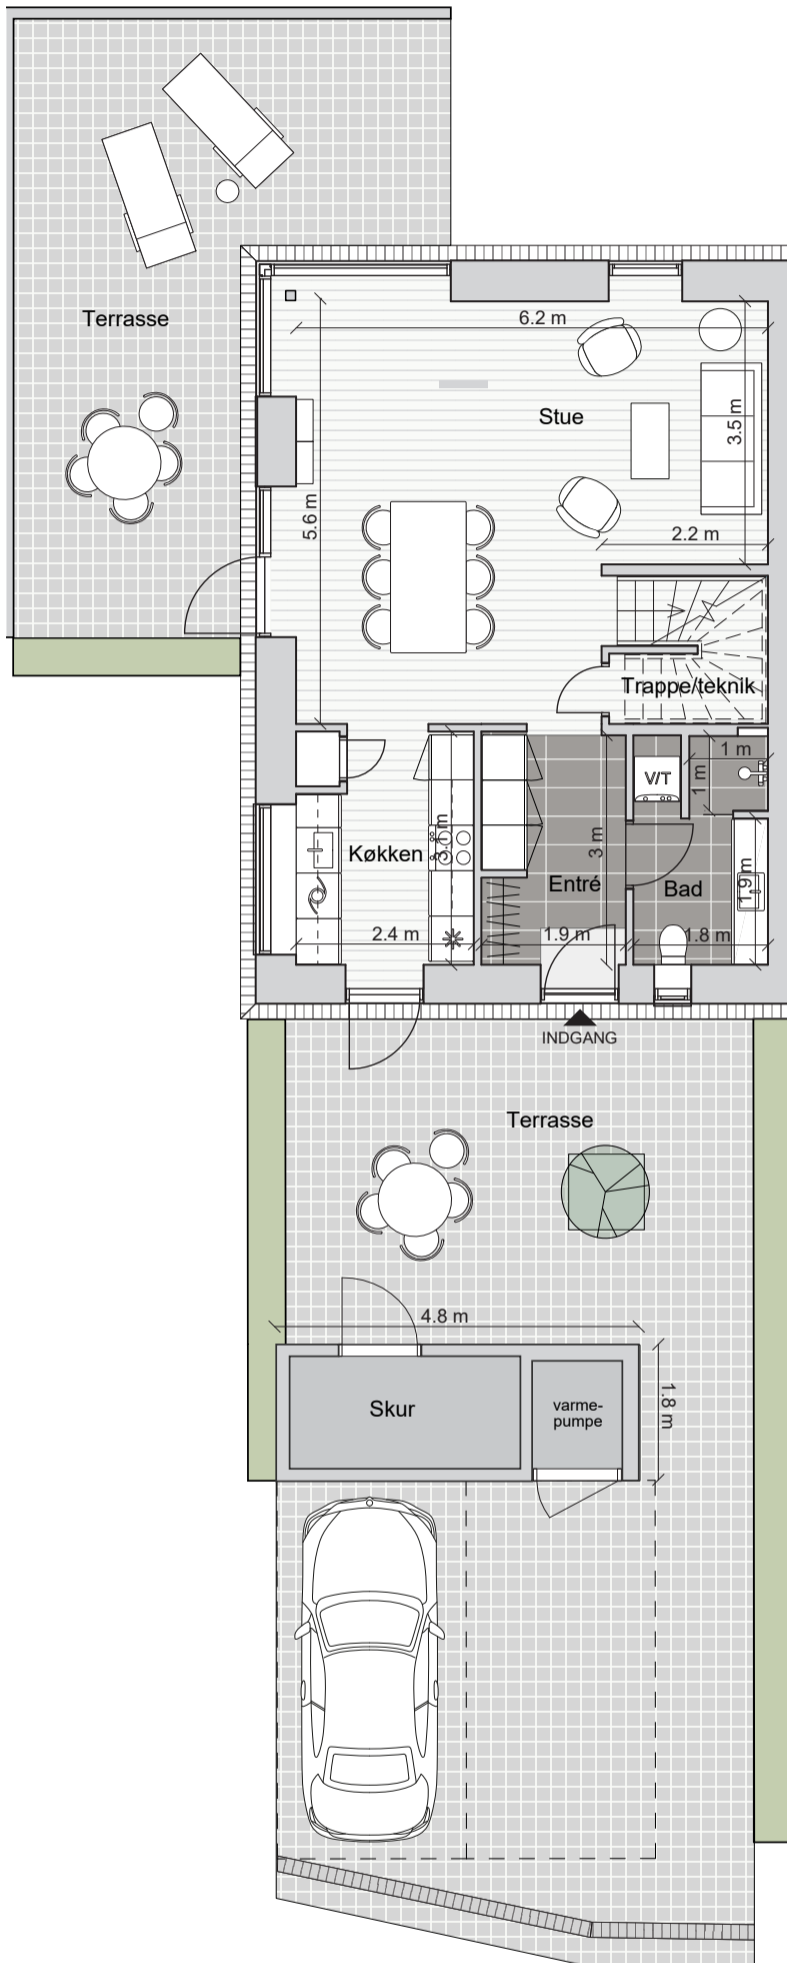 Terrasse
6.2 m
Stue
3.5 m
5.6 m
2.2 m
Trappe/teknik
1 m
V/T
1 m
Køkken
3.1 m
3 m
Entré
Bad
1.9 m
2.4 m
1.9 m
1.8 m
INDGANG
Terrasse
4.8 m
Skur
varme-
pumpe
1.8 m